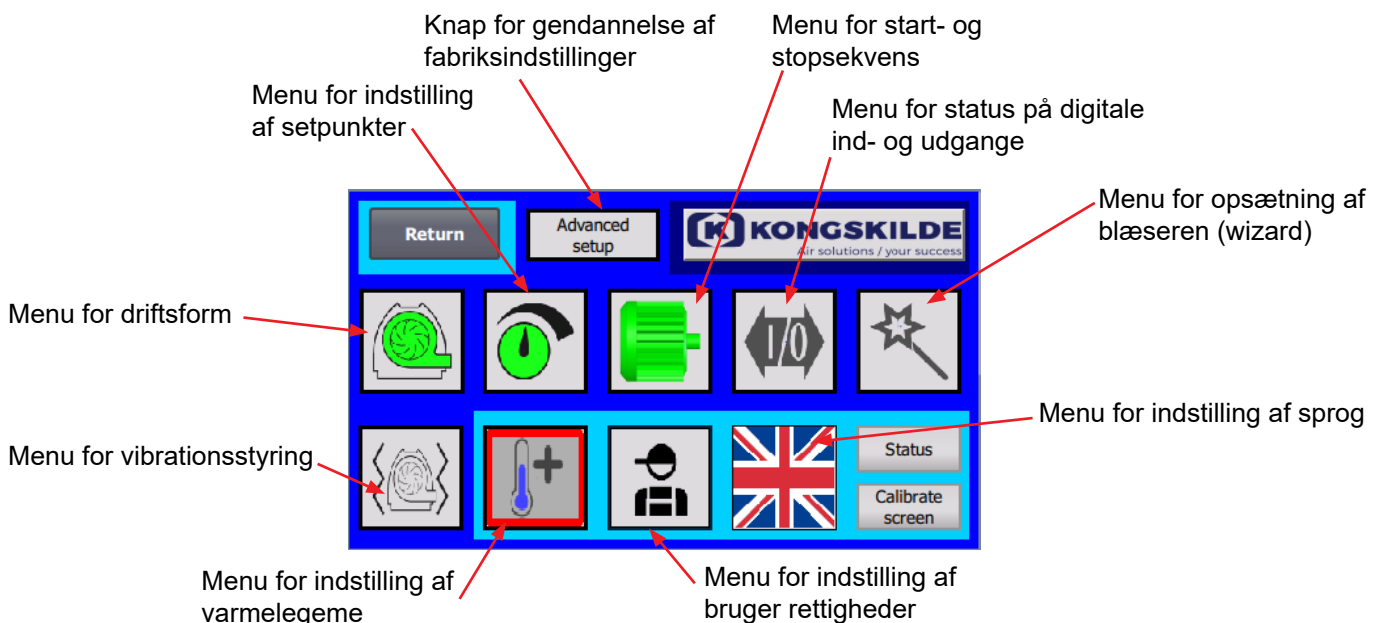 Knap for gendannelse af
fabriksindstillinger
Menu for start- og
stopsekvens
Menu for indstilling
af setpunkter
Menu for status på digitale
ind- og udgange
Menu for opsætning af
blæseren (wizard)
Return
Advanced
setup
K KONGSKILDE
Air solutions / your success
Menu for driftsform
I/O
Menu for indstilling af sprog
Menu for vibrationsstyring
Status
Calibrate
screen
Menu for indstilling af
varmelegeme
Menu for indstilling af
bruger rettigheder